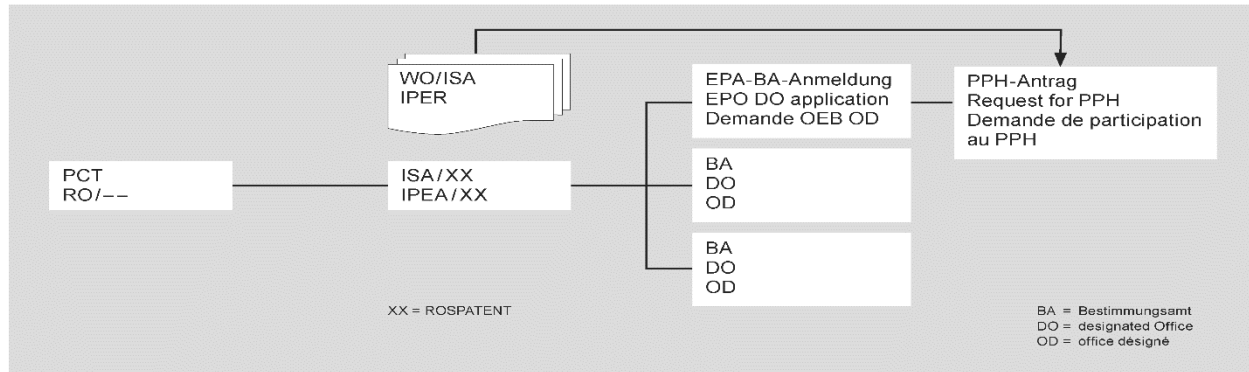 WO/ISA
IPER
EPA-BA-Anmeldung
EPO DO application
Demande OEB OD
PPH-Antrag
Request for PPH
Demande de participation
au PPH
PCT
RO/––
ISA/XX
IPEA/XX
BA
DO
OD
BA
DO
OD
XX = ROSPATENT
BA = Bestimmungsamt
DO = designated Office
OD = office désigné